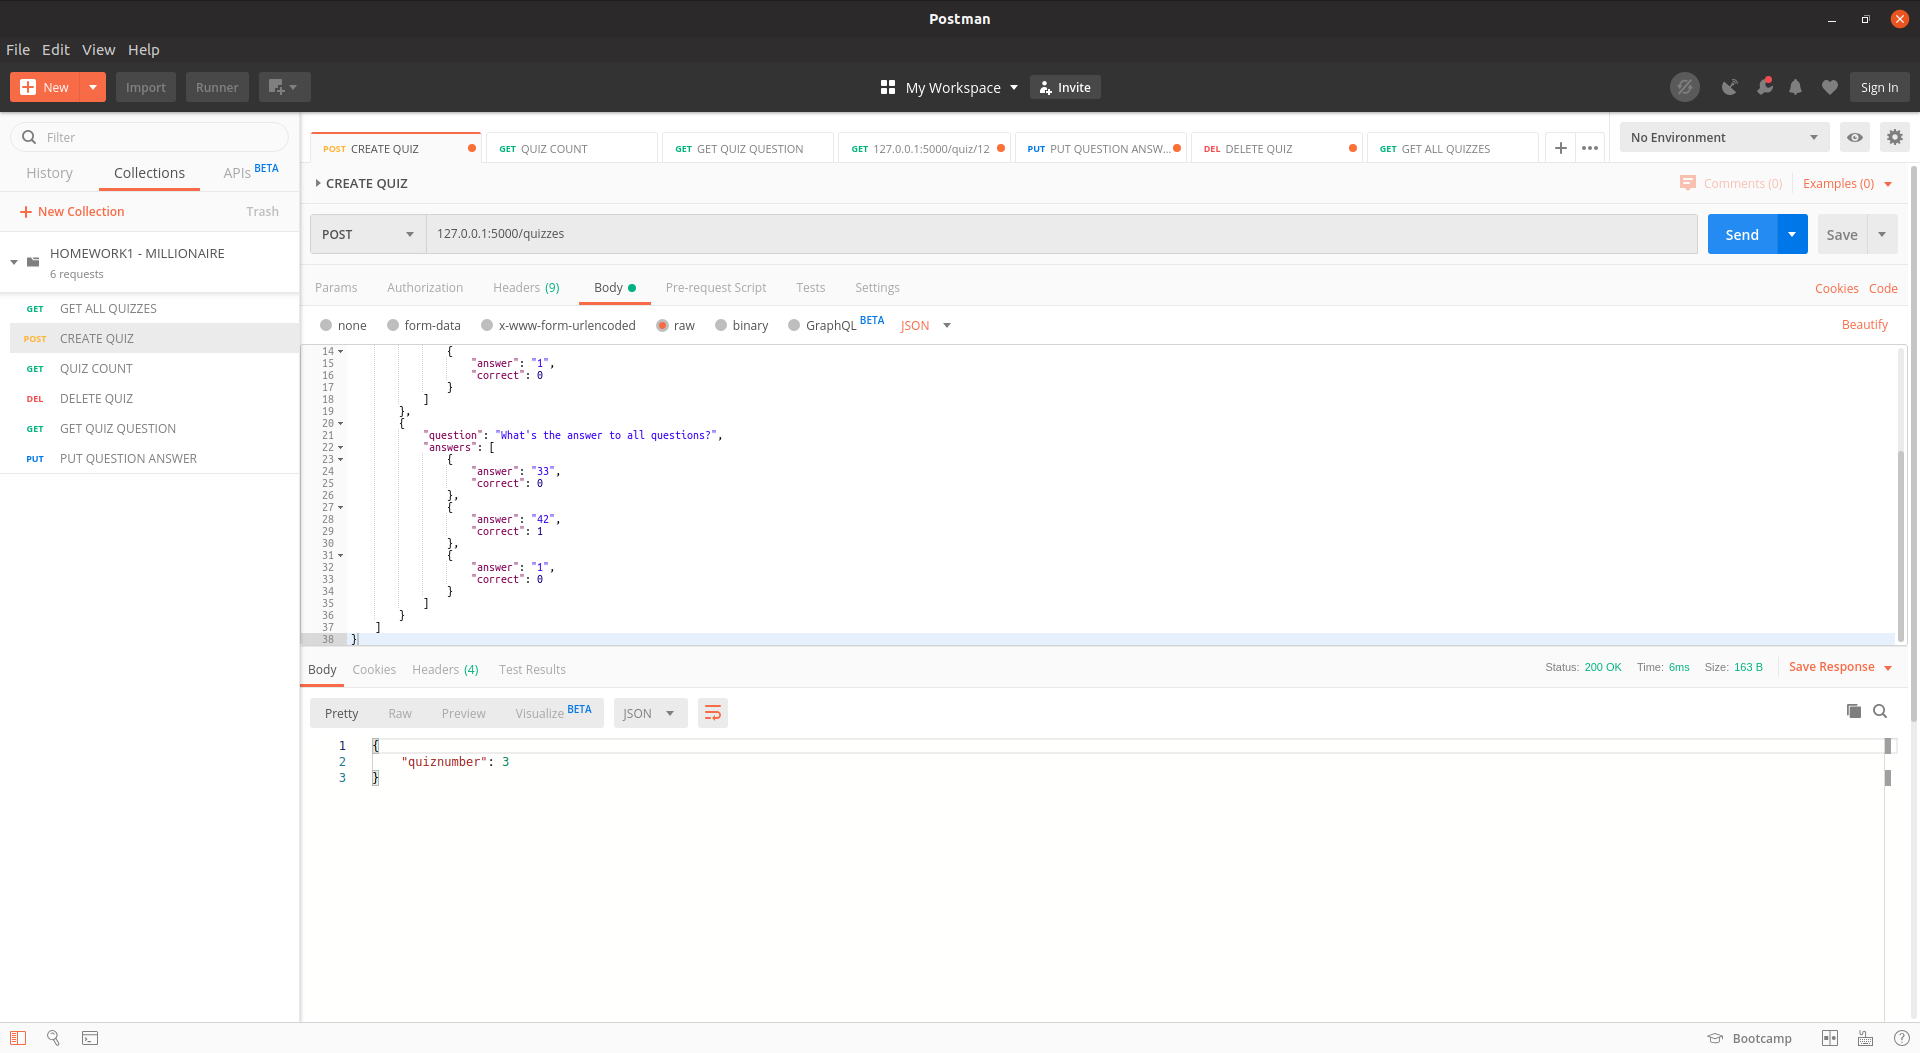 Postman
File Edit View Help
New Import Runner My Workspace Invite Sign In
Filter
History Collections APIs BETA
New Collection Trash
HOMEWORK1 - MILLIONAIRE
6 requests
GET GET ALL QUIZZES
POST CREATE QUIZ
GET QUIZ COUNT
DEL DELETE QUIZ
GET GET QUIZ QUESTION
PUT PUT QUESTION ANSWER
POST CREATE QUIZ GET QUIZ COUNT GET GET QUIZ QUESTION GET 127.0.0.1:5000/quiz/12 PUT PUT QUESTION ANSW... DEL DELETE QUIZ GET GET ALL QUIZZES
No Environment
CREATE QUIZ Comments (0) Examples (0)
POST 127.0.0.1:5000/quizzes Send Save
Params Authorization Headers (9) Body Pre-request Script Tests Settings Cookies Code
none form-data x-www-form-urlencoded raw binary GraphQL BETA JSON Beautify
14 {
15 "answer": "1",
16 "correct": 0
17 }
18 ]
19 },
20 {
21 "question": "What's the answer to all questions?",
22 "answers": [
23 {
24 "answer": "33",
25 "correct": 0
26 },
27 {
28 "answer": "42",
29 "correct": 1
30 },
31 {
32 "answer": "1",
33 "correct": 0
34 }
35 ]
36 }
37 ]
38 }
Body Cookies Headers (4) Test Results Status: 200 OK Time: 6ms Size: 163 B Save Response
Pretty Raw Preview Visualize BETA JSON
1 {
2 "quiznumber": 3
3 }
Bootcamp